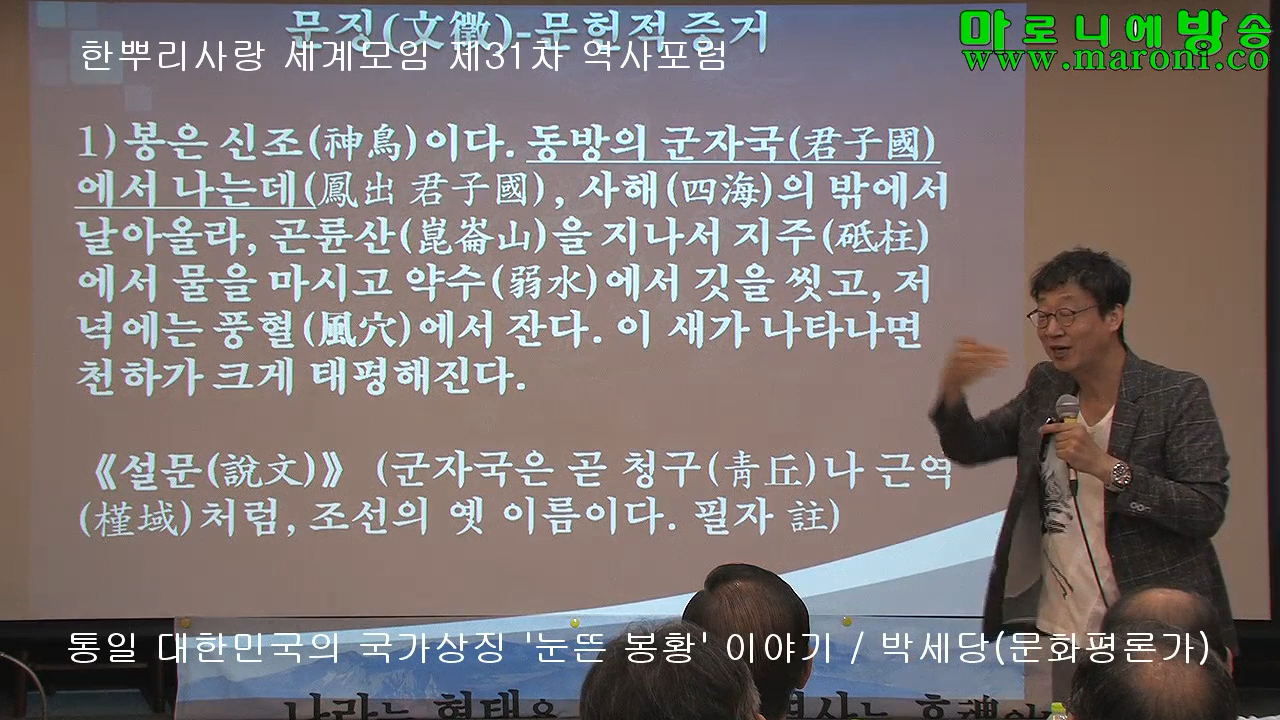 문징(文徵)-문헌적 증거
한뿌리사랑 세계모임 제31차 역사포럼
마로니에방송
www.maroni.co
1) 봉은 신조(神鳥)이다. 동방의 군자국(君子國)
에서 나는데(鳳出 君子國), 사해(四海)의 밖에서
날아올라, 곤륜산(崑崙山)을 지나서 지주(砥柱)
에서 물을 마시고 약수(弱水)에서 깃을 씻고, 저
녁에는 풍혈(風穴)에서 잔다. 이 새가 나타나면
천하가 크게 태평해진다.
《설문(說文)》 (군자국은 곧 청구(靑丘)나 근역
(槿域)처럼, 조선의 옛 이름이다. 필자 註)
통일 대한민국의 국가상징 '눈뜬 봉황' 이야기 / 박세당(문화평론가)
나라는 형태요